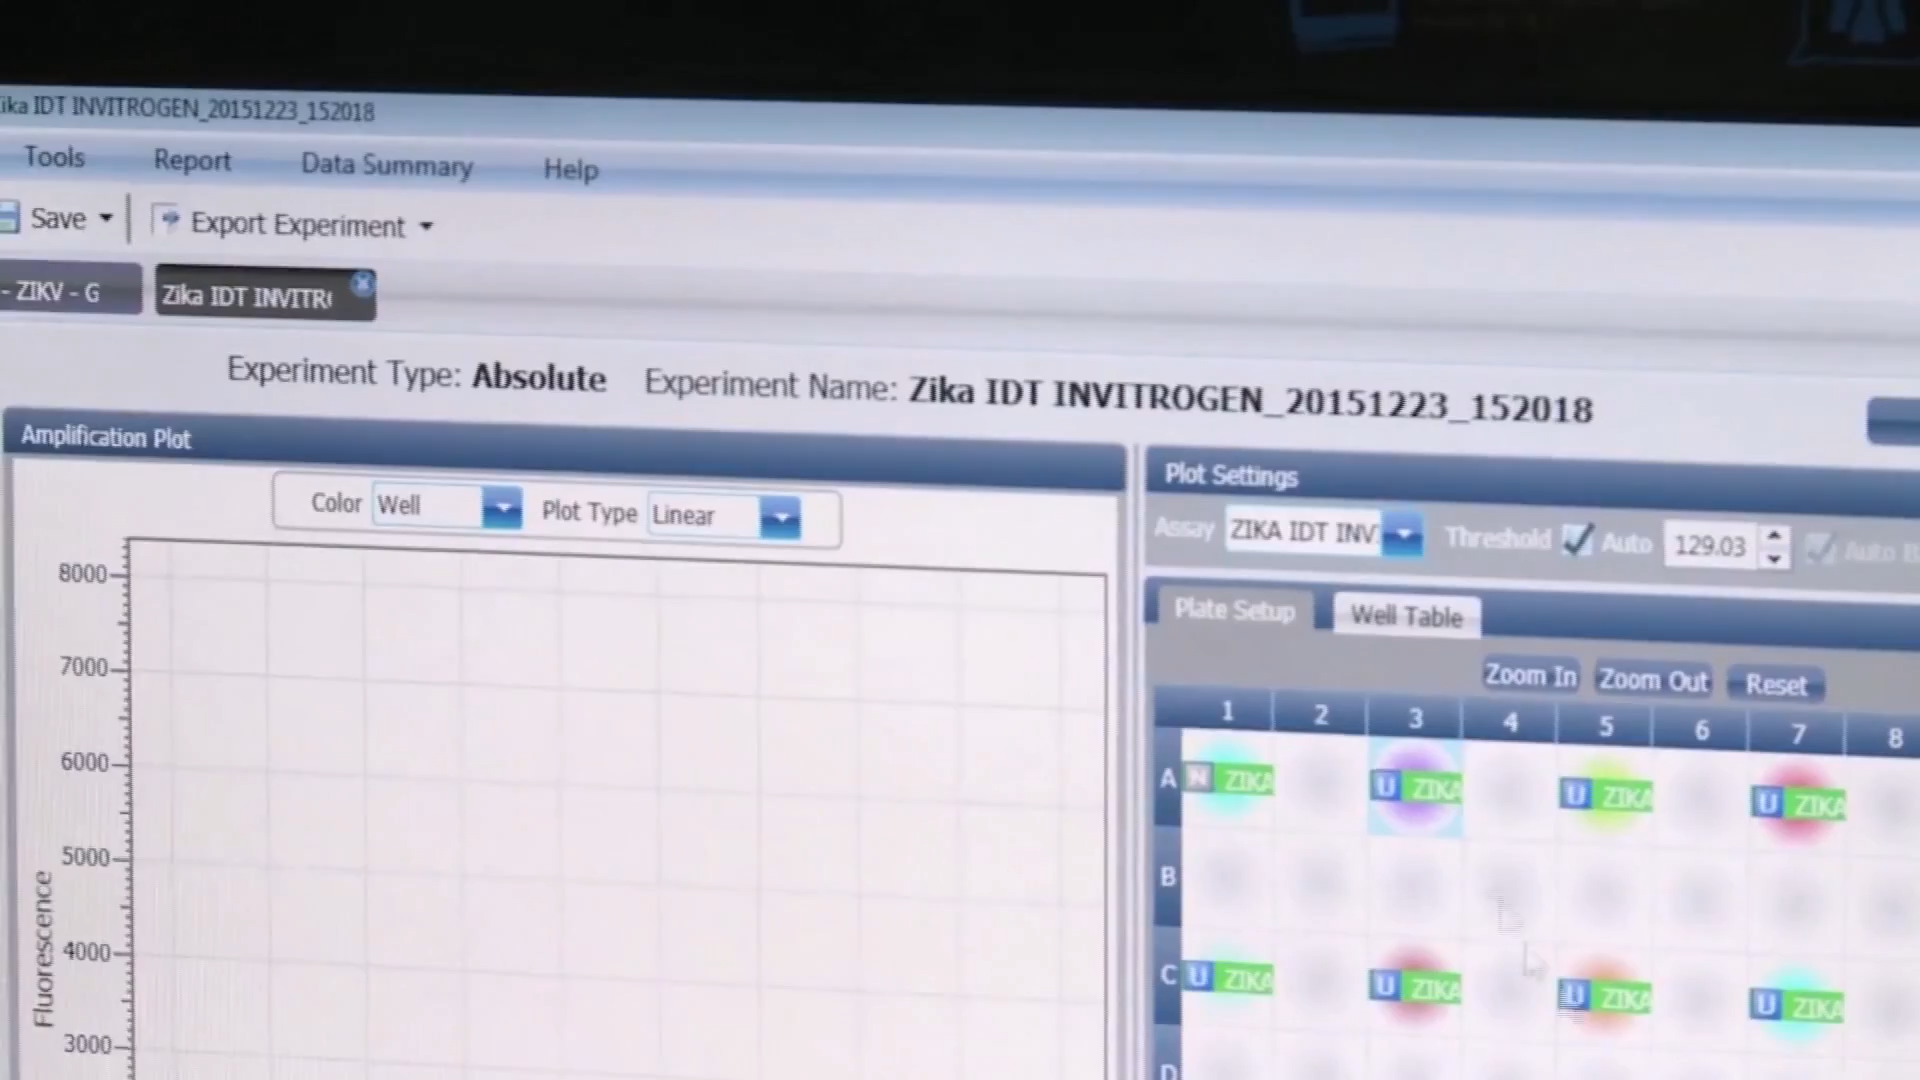 ika IDT INVITROGEN_20151223_152018
Tools Report Data Summary Help
Save Export Experiment
- ZIKV - G Zika IDT INVITR
Experiment Type: Absolute Experiment Name: Zika IDT INVITROGEN_20151223_152018
Amplification Plot
Color Well Plot Type Linear
8000
7000
6000
5000
4000
3000
Fluorescence
Plot Settings
Assay ZIKA IDT INV. Threshold Auto 129.03 Auto B
Plate Setup Well Table
Zoom In Zoom Out Reset
1 2 3 4 5 6 7 8
A N ZIKA U ZIKA U ZIKA U ZIKA
B
C U ZIKA U ZIKA U ZIKA U ZIKA
D